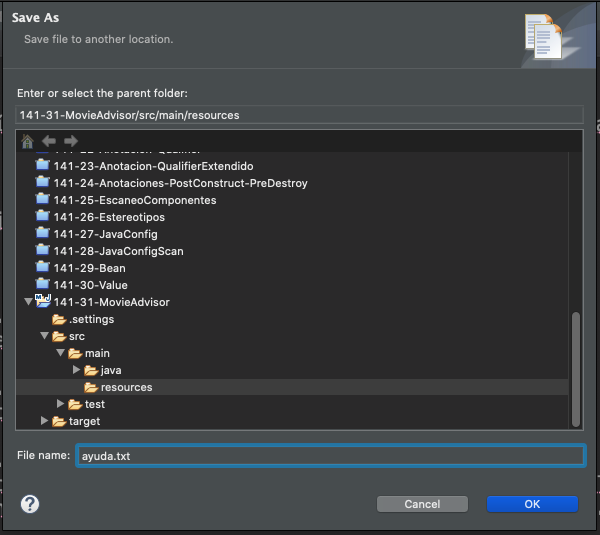 Save As
Save file to another location.
Enter or select the parent folder:
141-31-MovieAdvisor/src/main/resources
141-23-Anotacion-QualifierExtendido
141-24-Anotaciones-PostConstruct-PreDestroy
141-25-EscaneoComponentes
141-26-Estereotipos
141-27-JavaConfig
141-28-JavaConfigScan
141-29-Bean
141-30-Value
141-31-MovieAdvisor
.settings
src
main
java
resources
test
target
File name: ayuda.txt
? Cancel OK